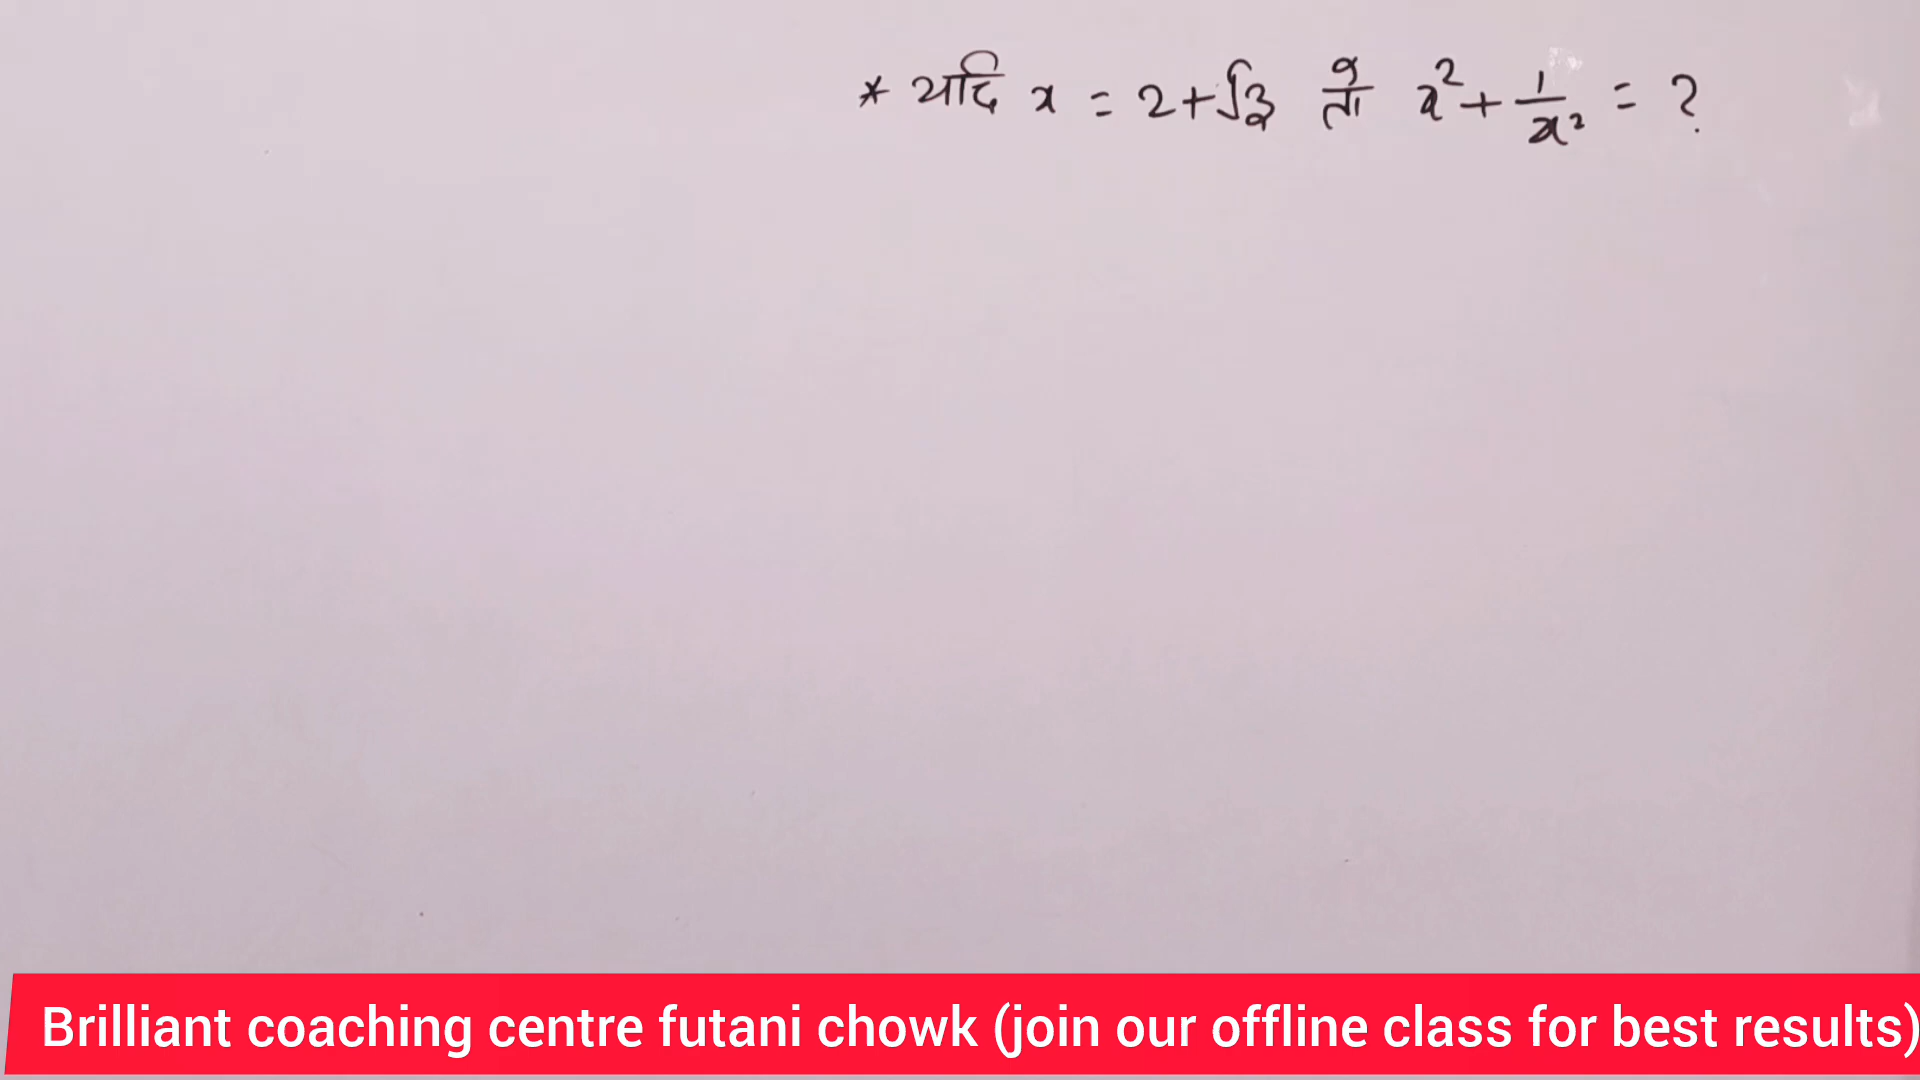 * यदि x = 2+√3 तो x²+1/x² = ?
Brilliant coaching centre futani chowk (join our offline class for best results)